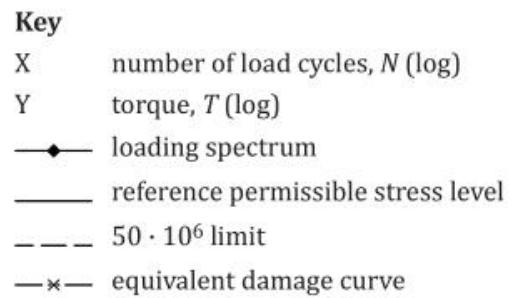 Key
X number of load cycles, N (log)
Y torque, T (log)
loading spectrum
reference permissible stress level
50 · 10⁶ limit
equivalent damage curve